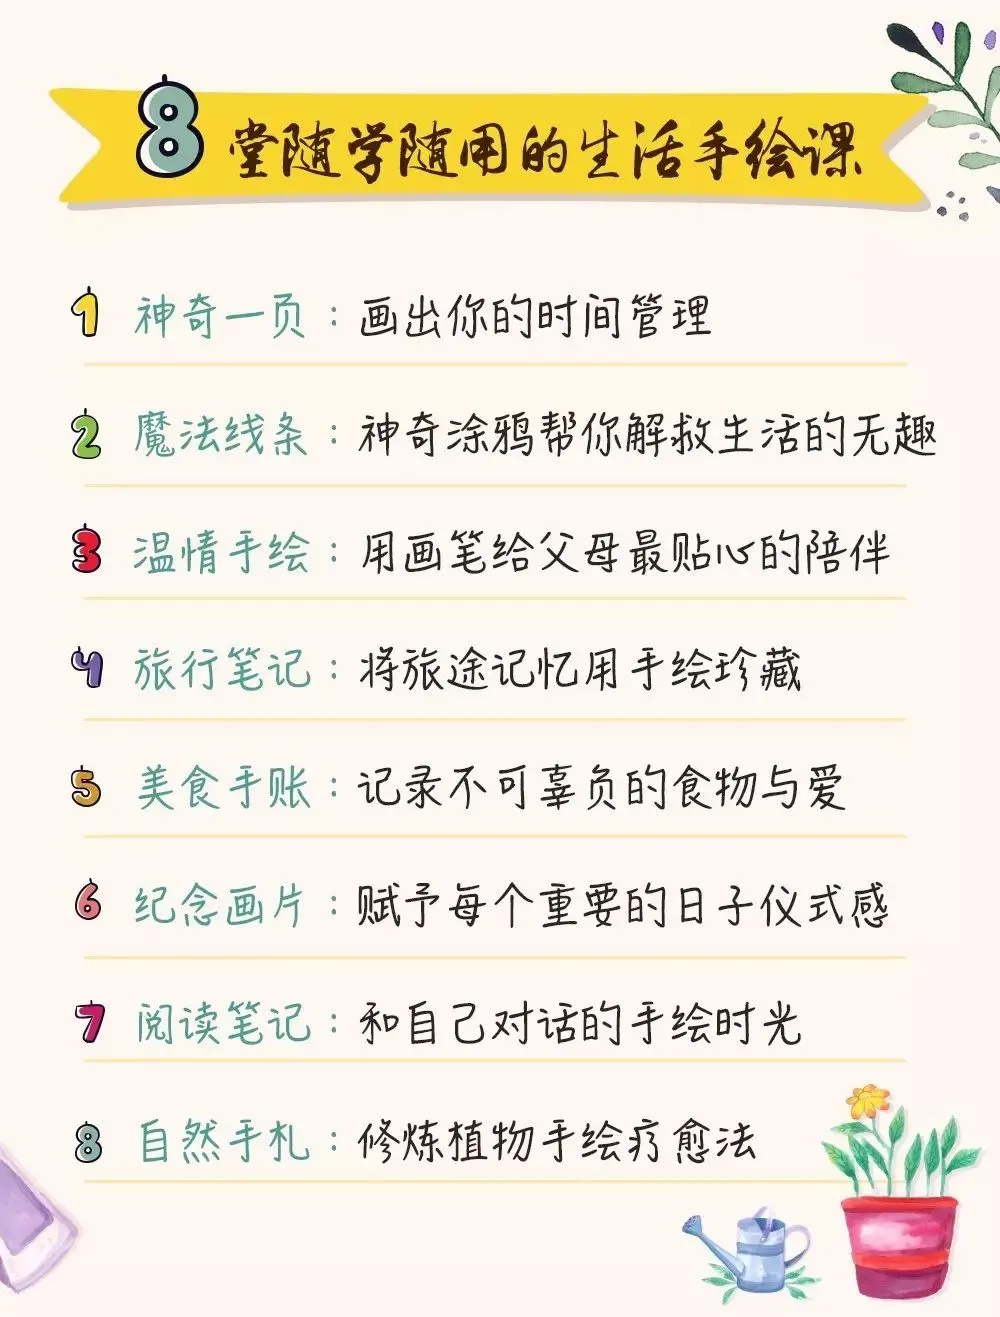 8堂随学随用的生活手绘课
1 神奇一页：画出你的时间管理
2 魔法线条：神奇涂鸦帮你解救生活的无趣
3 温情手绘：用画笔给父母最贴心的陪伴
4 旅行笔记：将旅途记忆用手绘珍藏
5 美食手账：记录不可辜负的食物与爱
6 纪念画片：赋予每个重要的日子仪式感
7 阅读笔记：和自己对话的手绘时光
8 自然手札：修炼植物手绘疗愈法